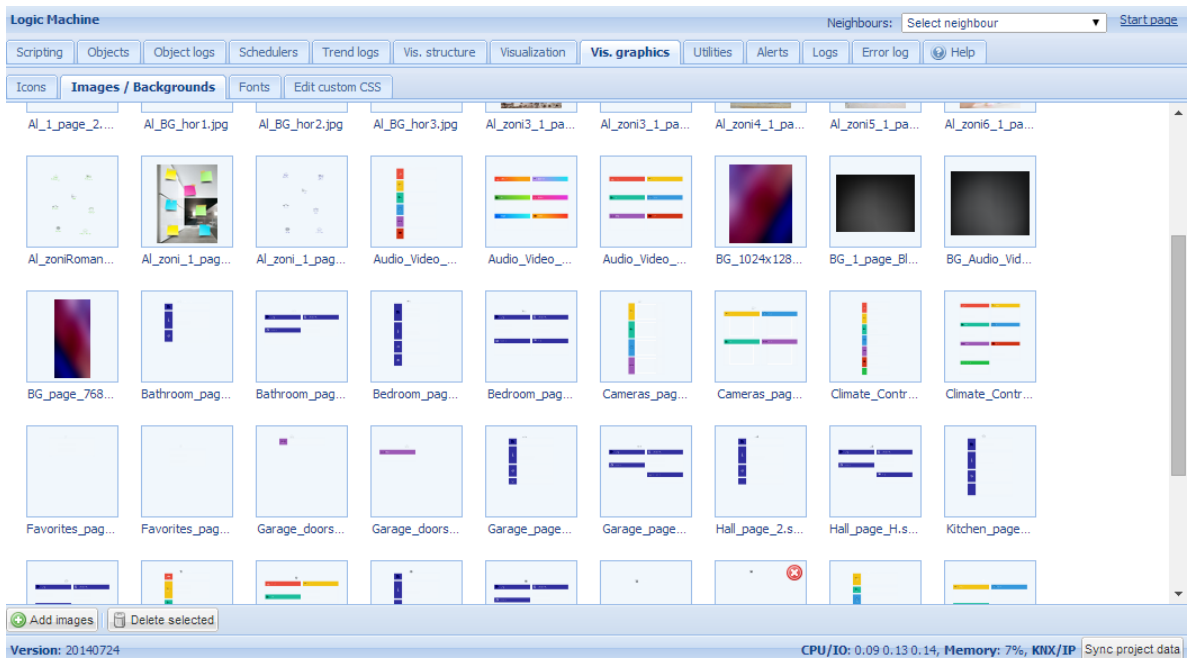 Logic Machine
Neighbours: Select neighbour Start page
Scripting Objects Object logs Schedulers Trend logs Vis. structure Visualization Vis. graphics Utilities Alerts Logs Error log Help
Icons Images / Backgrounds Fonts Edit custom CSS
Al_1_page_2.... Al_BG_hor1.jpg Al_BG_hor2.jpg Al_BG_hor3.jpg Al_zoni3_1_pa... Al_zoni3_1_pa... Al_zoni4_1_pa... Al_zoni5_1_pa... Al_zoni6_1_pa...
Al_zoniRoman... Al_zoni_1_pag... Al_zoni_1_pag... Audio_Video_... Audio_Video_... Audio_Video_... BG_1024x128... BG_1_page_Bl... BG_Audio_Vid...
BG_page_768... Bathroom_pag... Bathroom_pag... Bedroom_pag... Bedroom_pag... Cameras_pag... Cameras_pag... Climate_Contr... Climate_Contr...
Favorites_pag... Favorites_pag... Garage_doors... Garage_doors... Garage_page... Garage_page... Hall_page_2.s... Hall_page_H.s... Kitchen_page...
Add images Delete selected
Version: 20140724 CPU/IO: 0.09 0.13 0.14, Memory: 7%, KNX/IP Sync project data